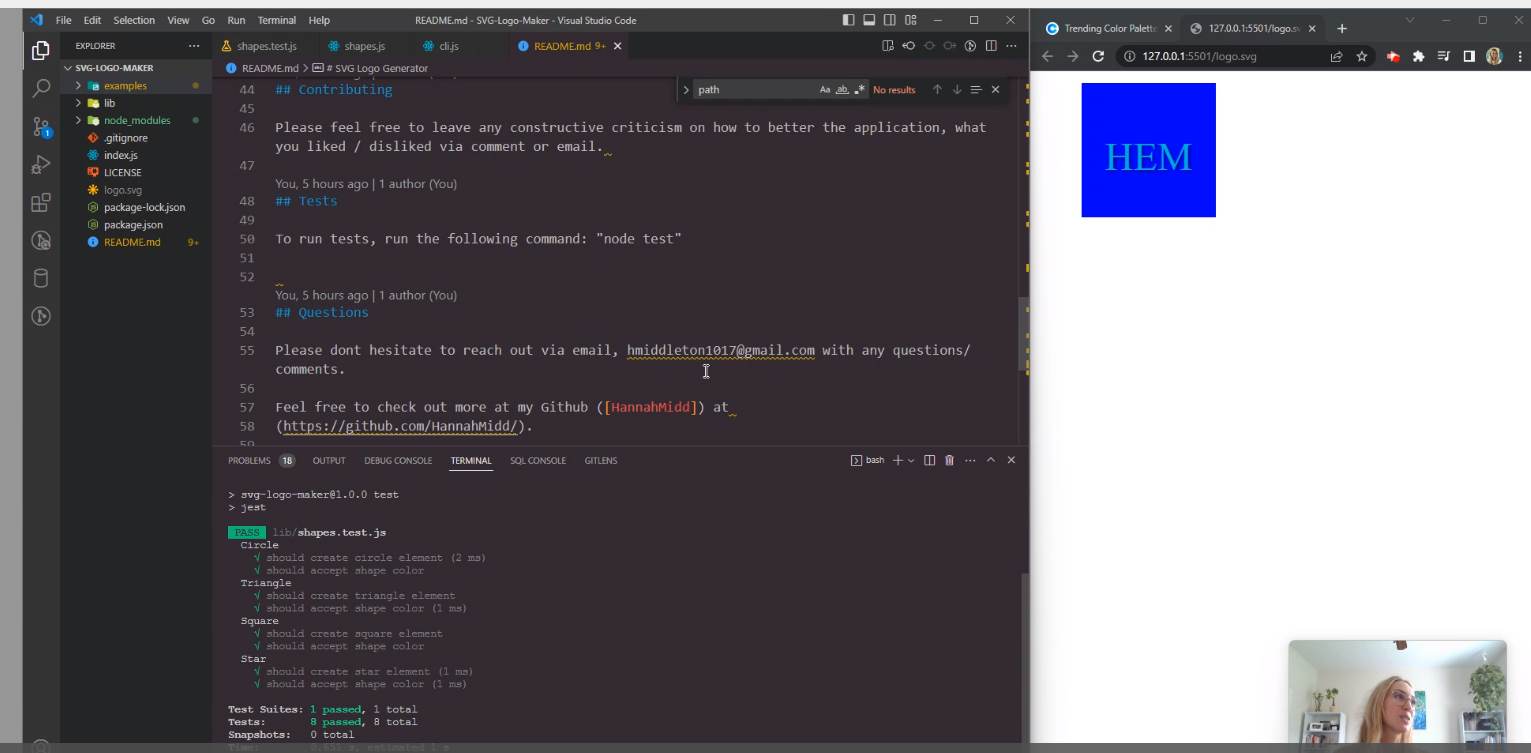 File Edit Selection View Go Run Terminal Help README.md - SVG-Logo-Maker - Visual Studio Code
EXPLORER
SVG-LOGO-MAKER
examples
lib
node_modules
.gitignore
index.js
LICENSE
logo.svg
package-lock.json
package.json
README.md 9+
1
shapes.test.js shapes.js cli.js README.md 9+
README.md > # SVG Logo Generator
path Aa ab .* No results
44 ## Contributing
45
46 Please feel free to leave any constructive criticism on how to better the application, what
you liked / disliked via comment or email.
47
You, 5 hours ago | 1 author (You)
48 ## Tests
49
50 To run tests, run the following command: "node test"
51
52
You, 5 hours ago | 1 author (You)
53 ## Questions
54
55 Please dont hesitate to reach out via email, hmiddleton1017@gmail.com with any questions/
comments.
56
57 Feel free to check out more at my Github ([HannahMidd]) at
58 (https://github.com/HannahMidd/).
59
PROBLEMS 18 OUTPUT DEBUG CONSOLE TERMINAL SQL CONSOLE GITLENS
bash
> svg-logo-maker@1.0.0 test
> jest
PASS lib/shapes.test.js
Circle
√ should create circle element (2 ms)
√ should accept shape color
Triangle
√ should create triangle element
√ should accept shape color (1 ms)
Square
√ should create square element
√ should accept shape color
Star
√ should create star element (1 ms)
√ should accept shape color (1 ms)
Test Suites: 1 passed, 1 total
Tests: 8 passed, 8 total
Snapshots: 0 total
Time: 0.651 s, estimated 1 s
Trending Color Palette 127.0.0.1:5501/logo.sv
127.0.0.1:5501/logo.svg
HEM